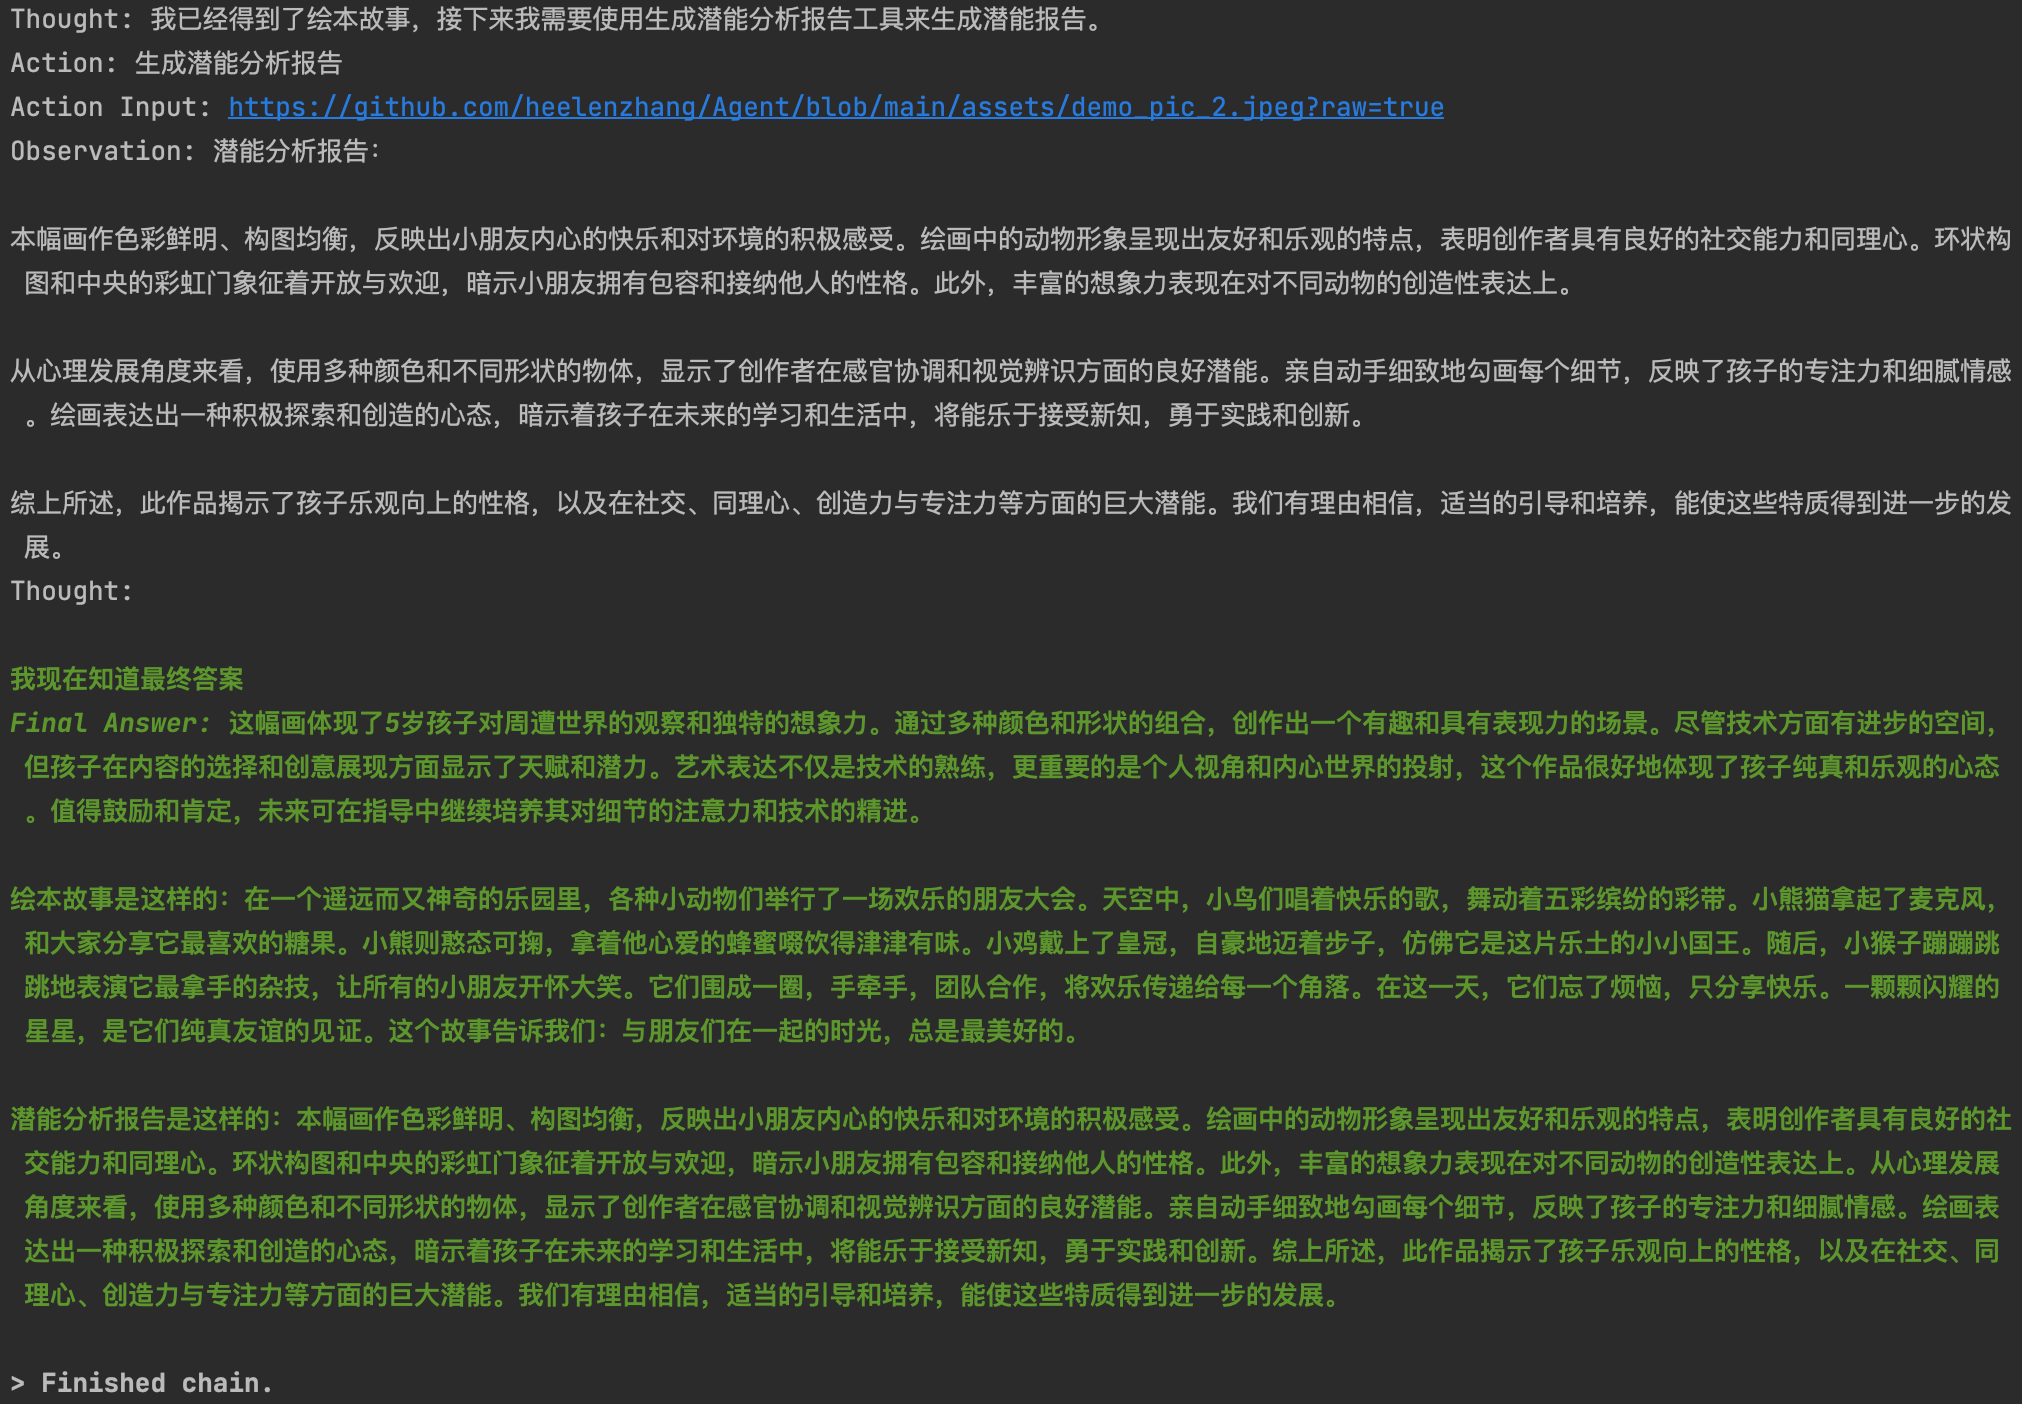 Thought: 我已经得到了绘本故事，接下来我需要使用生成潜能分析报告工具来生成潜能报告。
Action: 生成潜能分析报告
Action Input: https://github.com/heelenzhang/Agent/blob/main/assets/demo_pic_2.jpeg?raw=true
Observation: 潜能分析报告：
本幅画作色彩鲜明、构图均衡，反映出小朋友内心的快乐和对环境的积极感受。绘画中的动物形象呈现出友好和乐观的特点，表明创作者具有良好的社交能力和同理心。环状构
图和中央的彩虹门象征着开放与欢迎，暗示小朋友拥有包容和接纳他人的性格。此外，丰富的想象力表现在对不同动物的创造性表达上。
从心理发展角度来看，使用多种颜色和不同形状的物体，显示了创作者在感官协调和视觉辨识方面的良好潜能。亲自动手细致地勾画每个细节，反映了孩子的专注力和细腻情感
。绘画表达出一种积极探索和创造的心态，暗示着孩子在未来的学习和生活中，将能乐于接受新知，勇于实践和创新。
综上所述，此作品揭示了孩子乐观向上的性格，以及在社交、同理心、创造力与专注力等方面的巨大潜能。我们有理由相信，适当的引导和培养，能使这些特质得到进一步的发
展。
Thought:
我现在知道最终答案
Final Answer: 这幅画体现了5岁孩子对周遭世界的观察和独特的想象力。通过多种颜色和形状的组合，创作出一个有趣和具有表现力的场景。尽管技术方面有进步的空间，
但孩子在内容的选择和创意展现方面显示了天赋和潜力。艺术表达不仅是技术的熟练，更重要的是个人视角和内心世界的投射，这个作品很好地体现了孩子纯真和乐观的心态
。值得鼓励和肯定，未来可在指导中继续培养其对细节的注意力和技术的精进。
绘本故事是这样的：在一个遥远而又神奇的乐园里，各种小动物们举行了一场欢乐的朋友大会。天空中，小鸟们唱着快乐的歌，舞动着五彩缤纷的彩带。小熊猫拿起了麦克风，
和大家分享它最喜欢的糖果。小熊则憨态可掬，拿着他心爱的蜂蜜啜饮得津津有味。小鸡戴上了皇冠，自豪地迈着步子，仿佛它是这片乐土的小小国王。随后，小猴子蹦蹦跳
跳地表演它最拿手的杂技，让所有的小朋友开怀大笑。它们围成一圈，手牵手，团队合作，将欢乐传递给每一个角落。在这一天，它们忘了烦恼，只分享快乐。一颗颗闪耀的
星星，是它们纯真友谊的见证。这个故事告诉我们：与朋友们在一起的时光，总是最美好的。
潜能分析报告是这样的：本幅画作色彩鲜明、构图均衡，反映出小朋友内心的快乐和对环境的积极感受。绘画中的动物形象呈现出友好和乐观的特点，表明创作者具有良好的社
交能力和同理心。环状构图和中央的彩虹门象征着开放与欢迎，暗示小朋友拥有包容和接纳他人的性格。此外，丰富的想象力表现在对不同动物的创造性表达上。从心理发展
角度来看，使用多种颜色和不同形状的物体，显示了创作者在感官协调和视觉辨识方面的良好潜能。亲自动手细致地勾画每个细节，反映了孩子的专注力和细腻情感。绘画表
达出一种积极探索和创造的心态，暗示着孩子在未来的学习和生活中，将能乐于接受新知，勇于实践和创新。综上所述，此作品揭示了孩子乐观向上的性格，以及在社交、同
理心、创造力与专注力等方面的巨大潜能。我们有理由相信，适当的引导和培养，能使这些特质得到进一步的发展。
> Finished chain.